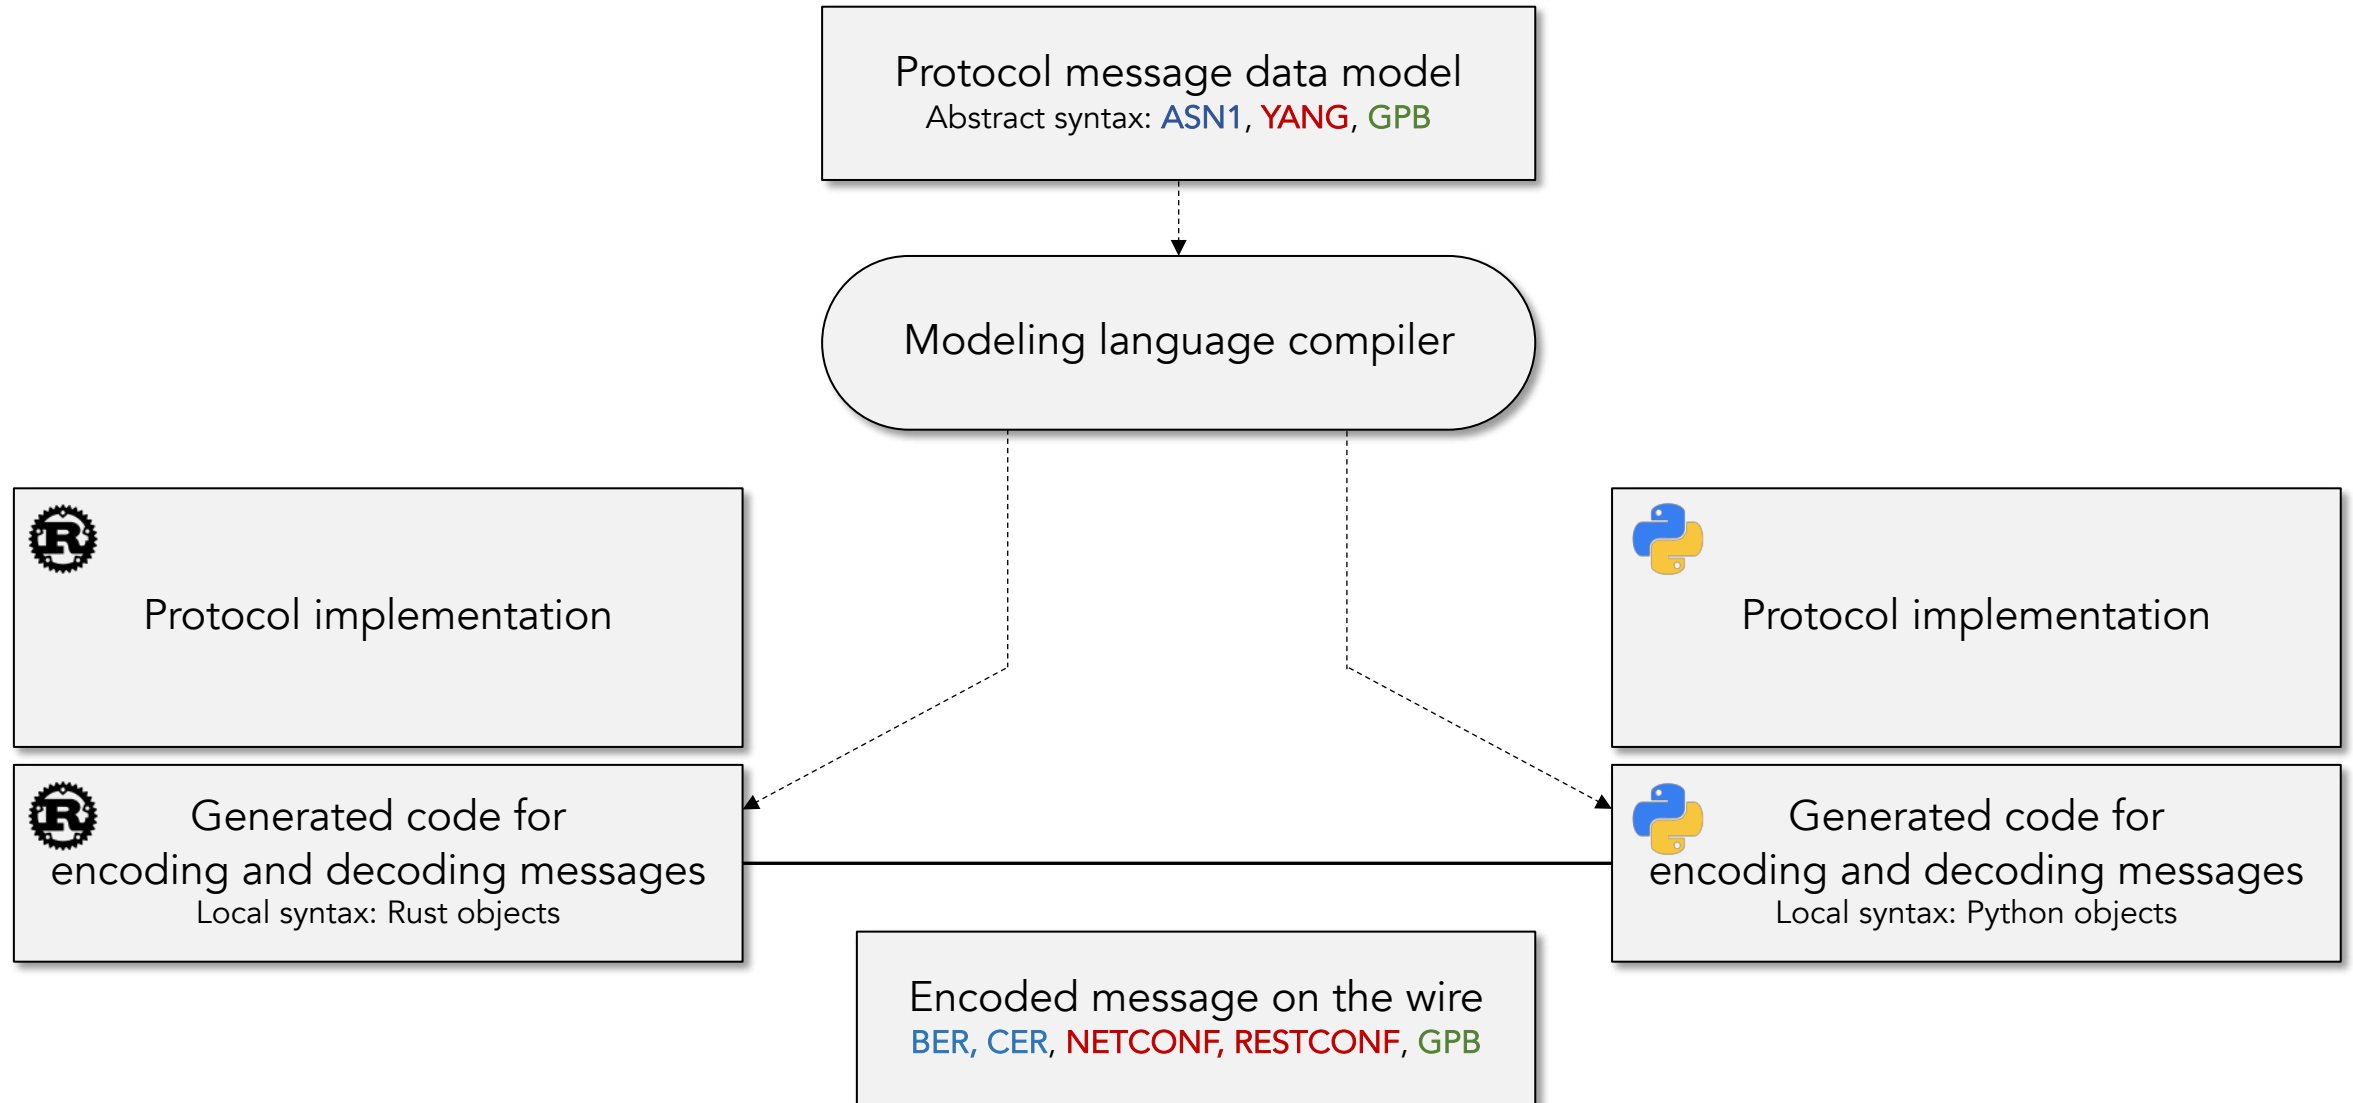 Protocol message data model
Abstract syntax: ASN1, YANG, GPB
Modeling language compiler
R
Protocol implementation
Protocol implementation
R
Generated code for
encoding and decoding messages
Local syntax: Rust objects
Generated code for
encoding and decoding messages
Local syntax: Python objects
Encoded message on the wire
BER, CER, NETCONF, RESTCONF, GPB